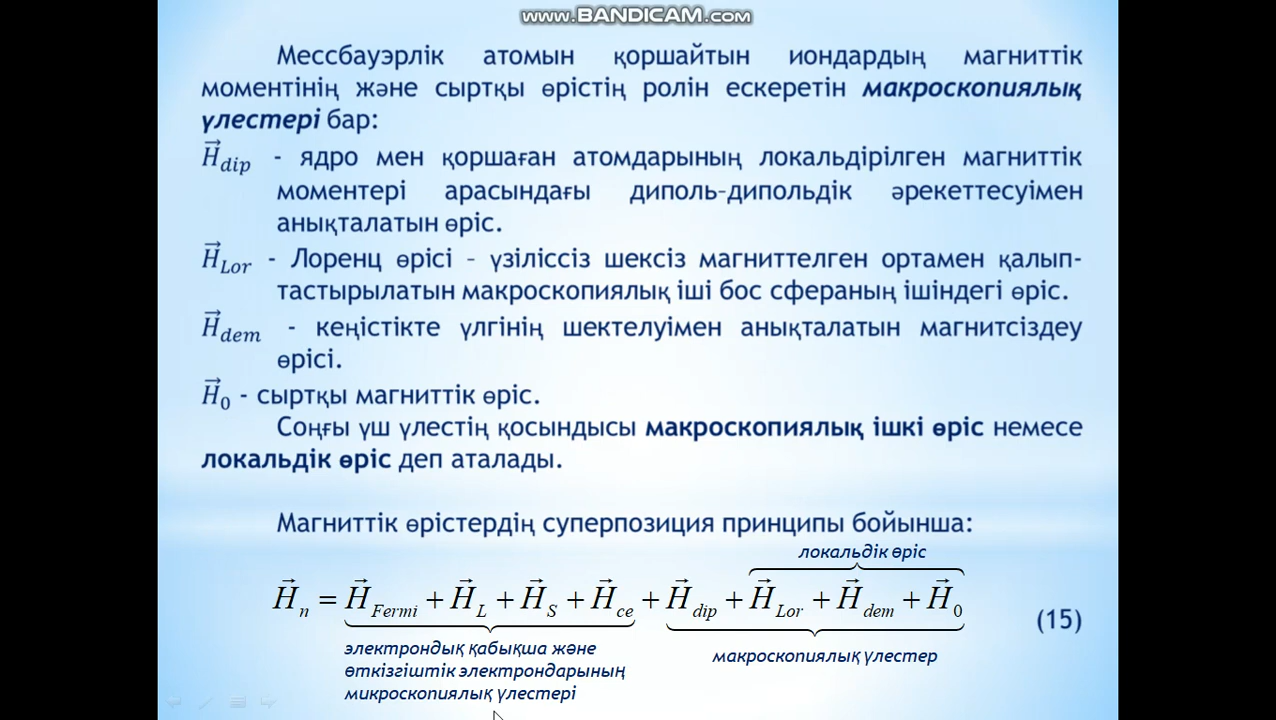 www.BANDICAM.com
Мессбауэрлік атомын қоршайтын иондардың магниттік
моментінің және сыртқы өрістің ролін ескеретін макроскопиялық
үлестері бар:
H⃗dip - ядро мен қоршаған атомдарының локальдірілген магниттік
моментері арасындағы диполь–дипольдік әрекеттесуімен
анықталатын өріс.
H⃗Lor - Лоренц өрісі – үзіліссіз шексіз магниттелген ортамен қалып-
тастырылатын макроскопиялық іші бос сфераның ішіндегі өріс.
H⃗dem - кеңістікте үлгінің шектелуімен анықталатын магнитсіздеу
өрісі.
H⃗0 - сыртқы магниттік өріс.
Соңғы үш үлестің қосындысы макроскопиялық ішкі өріс немесе
локальдік өріс деп аталады.
Магниттік өрістердің суперпозиция принципы бойынша:
локальдік өріс
H⃗n = H⃗Fermi + H⃗L + H⃗S + H⃗ce + H⃗dip + H⃗Lor + H⃗dem + H⃗0 (15)
электрондық қабықша және
өткізгіштік электрондарының
микроскопиялық үлестері
макроскопиялық үлестер